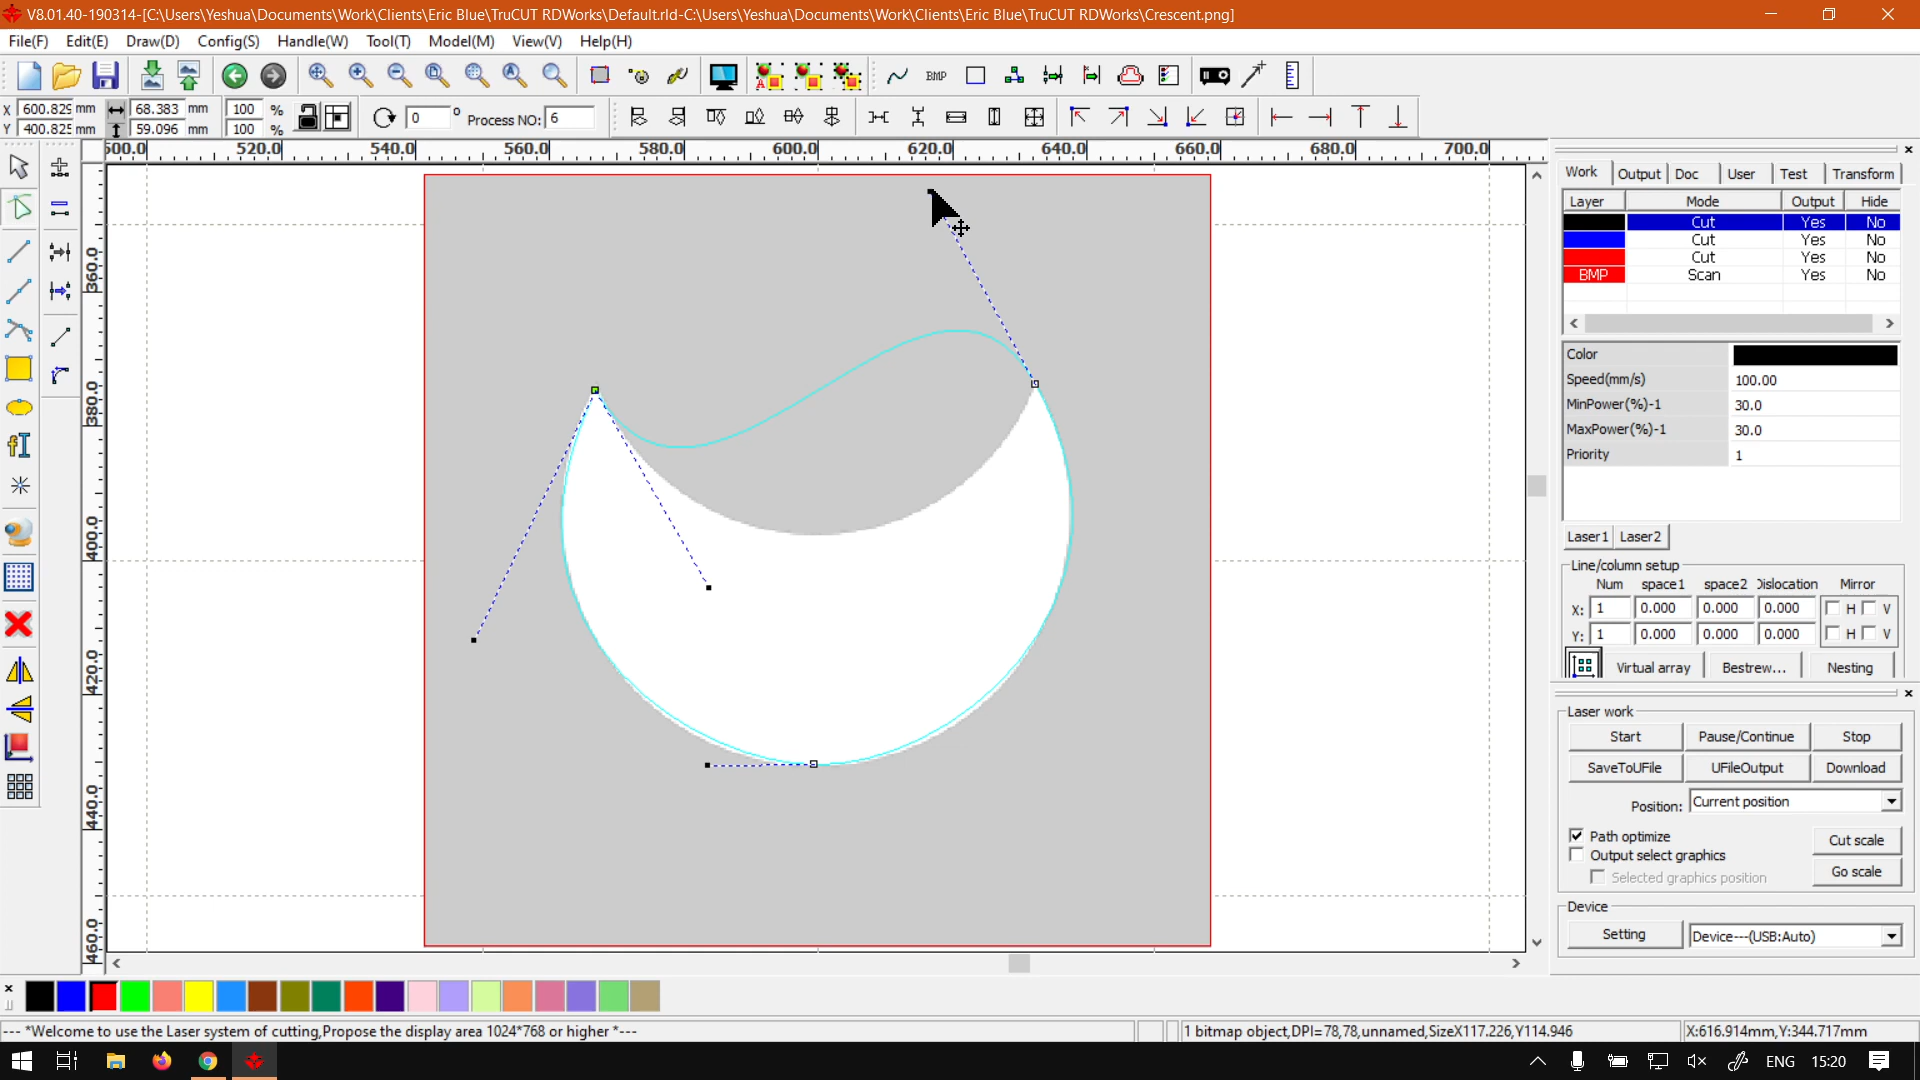 V8.01.40-190314-[C:\Users\Yeshua\Documents\Work\Clients\Eric Blue\TruCUT RDWorks\Default.rld-C:\Users\Yeshua\Documents\Work\Clients\Eric Blue\TruCUT RDWorks\Crescent.png]
File(F) Edit(E) Draw(D) Config(S) Handle(W) Tool(T) Model(M) View(V) Help(H)
BMP
X 600.829 mm 68.383 mm 100 %
Y 400.825 mm 59.096 mm 100 %
0 ° Process NO: 6
500.0 520.0 540.0 560.0 580.0 600.0 620.0 640.0 660.0 680.0 700.0
360.0
380.0
400.0
420.0
440.0
460.0
Work Output Doc User Test Transform
Layer Mode Output Hide
Cut Yes No
Cut Yes No
Cut Yes No
BMP Scan Yes No
Color
Speed(mm/s) 100.00
MinPower(%)-1 30.0
MaxPower(%)-1 30.0
Priority 1
Laser1 Laser2
Line/column setup
Num space1 space2 Dislocation Mirror
X: 1 0.000 0.000 0.000 H V
Y: 1 0.000 0.000 0.000 H V
Virtual array Bestrew... Nesting
Laser work
Start Pause/Continue Stop
SaveToUFile UFileOutput Download
Position: Current position
Path optimize Cut scale
Output select graphics
Selected graphics position Go scale
Device
Setting Device---(USB:Auto)
--- *Welcome to use the Laser system of cutting,Propose the display area 1024*768 or higher *---
1 bitmap object,DPI=78,78,unnamed,SizeX117.226,Y114.946
X:616.914mm,Y:344.717mm
ENG 15:20